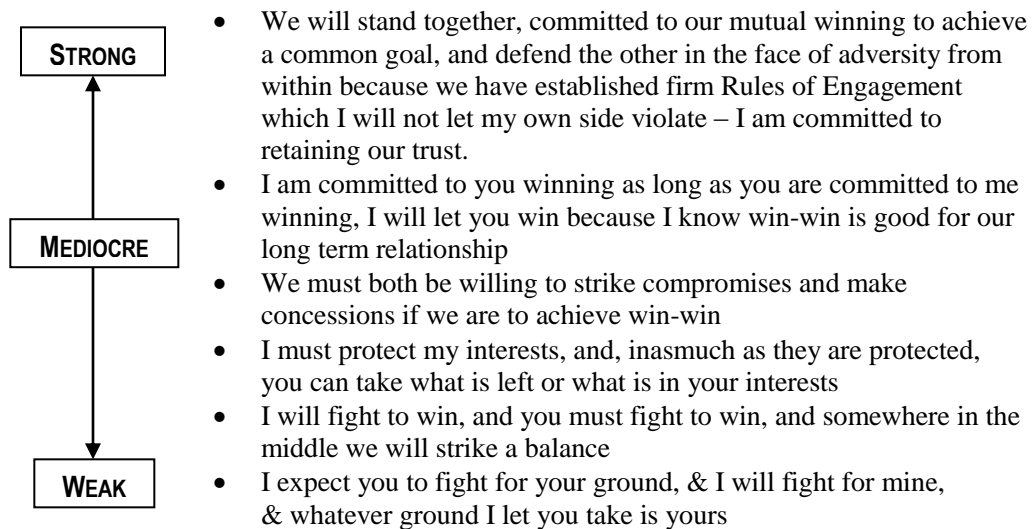 STRONG
MEDIOCRE
WEAK
• We will stand together, committed to our mutual winning to achieve
a common goal, and defend the other in the face of adversity from
within because we have established firm Rules of Engagement
which I will not let my own side violate – I am committed to
retaining our trust.
• I am committed to you winning as long as you are committed to me
winning, I will let you win because I know win-win is good for our
long term relationship
• We must both be willing to strike compromises and make
concessions if we are to achieve win-win
• I must protect my interests, and, inasmuch as they are protected,
you can take what is left or what is in your interests
• I will fight to win, and you must fight to win, and somewhere in the
middle we will strike a balance
• I expect you to fight for your ground, & I will fight for mine,
& whatever ground I let you take is yours